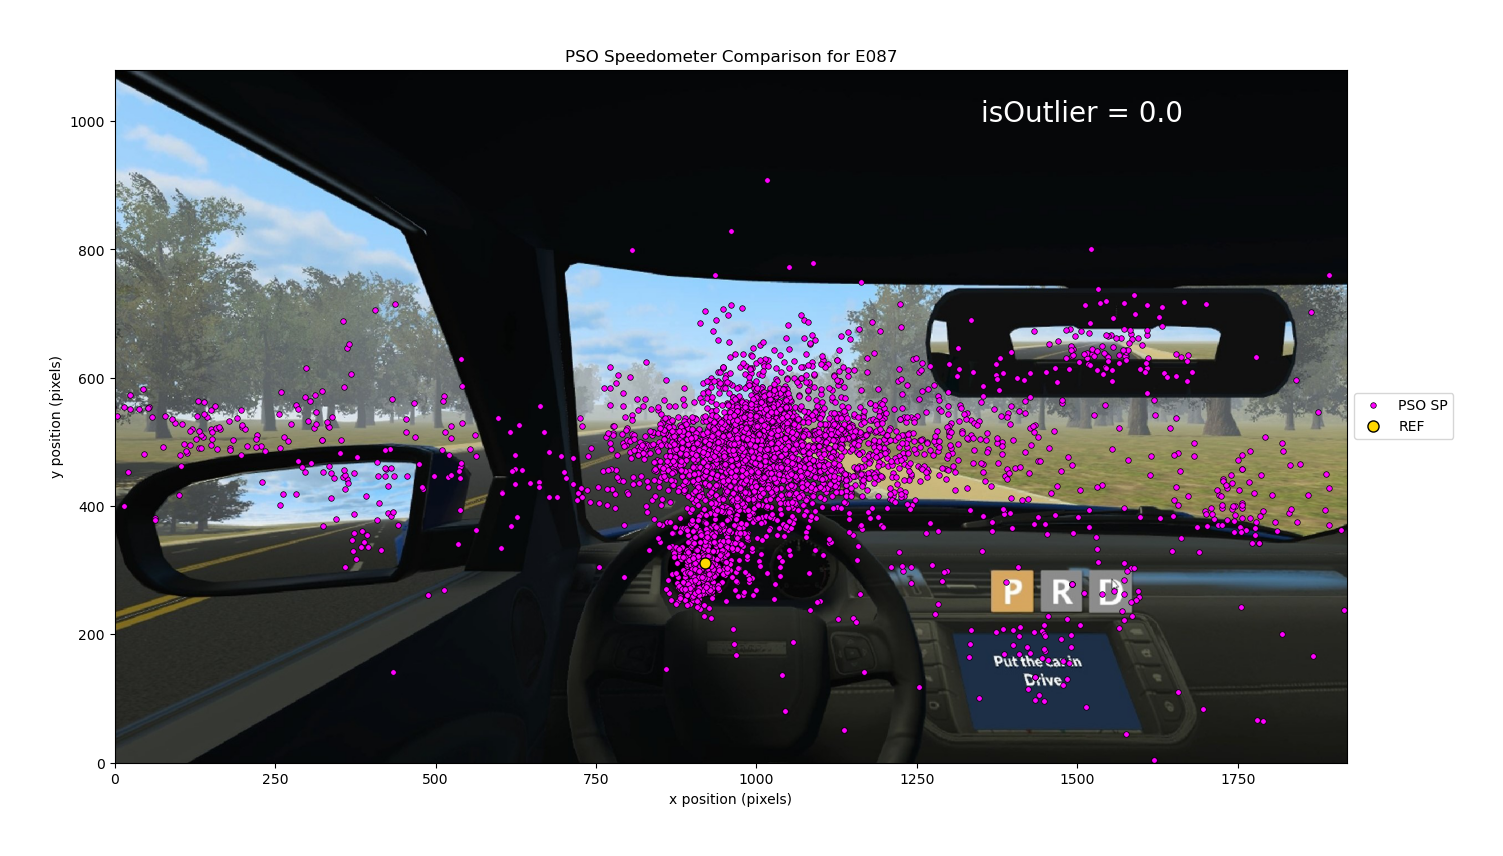 PSO Speedometer Comparison for E087
isOutlier = 0.0
1000
800
600
400
200
0
y position (pixels)
P R D
Put the car in
Drive
0 250 500 750 1000 1250 1500 1750
x position (pixels)
PSO SP
REF